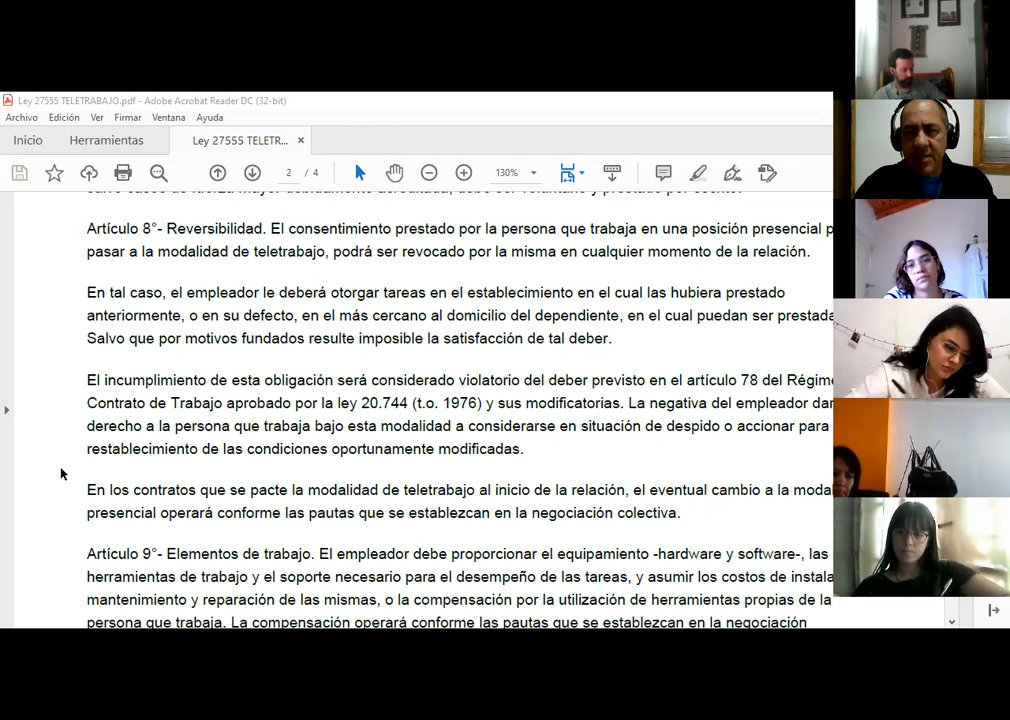 Ley 27555 TELETRABAJO.pdf - Adobe Acrobat Reader DC (32-bit)
Archivo Edición Ver Firmar Ventana Ayuda
Inicio Herramientas Ley 27555 TELETR... ×
2 / 4 130%
Artículo 8°- Reversibilidad. El consentimiento prestado por la persona que trabaja en una posición presencial p
pasar a la modalidad de teletrabajo, podrá ser revocado por la misma en cualquier momento de la relación.
En tal caso, el empleador le deberá otorgar tareas en el establecimiento en el cual las hubiera prestado
anteriormente, o en su defecto, en el más cercano al domicilio del dependiente, en el cual puedan ser prestada
Salvo que por motivos fundados resulte imposible la satisfacción de tal deber.
El incumplimiento de esta obligación será considerado violatorio del deber previsto en el artículo 78 del Régime
Contrato de Trabajo aprobado por la ley 20.744 (t.o. 1976) y sus modificatorias. La negativa del empleador dar
derecho a la persona que trabaja bajo esta modalidad a considerarse en situación de despido o accionar para
restablecimiento de las condiciones oportunamente modificadas.
En los contratos que se pacte la modalidad de teletrabajo al inicio de la relación, el eventual cambio a la moda
presencial operará conforme las pautas que se establezcan en la negociación colectiva.
Artículo 9°- Elementos de trabajo. El empleador debe proporcionar el equipamiento -hardware y software-, las
herramientas de trabajo y el soporte necesario para el desempeño de las tareas, y asumir los costos de instala
mantenimiento y reparación de las mismas, o la compensación por la utilización de herramientas propias de la
persona que trabaja. La compensación operará conforme las pautas que se establezcan en la negociación